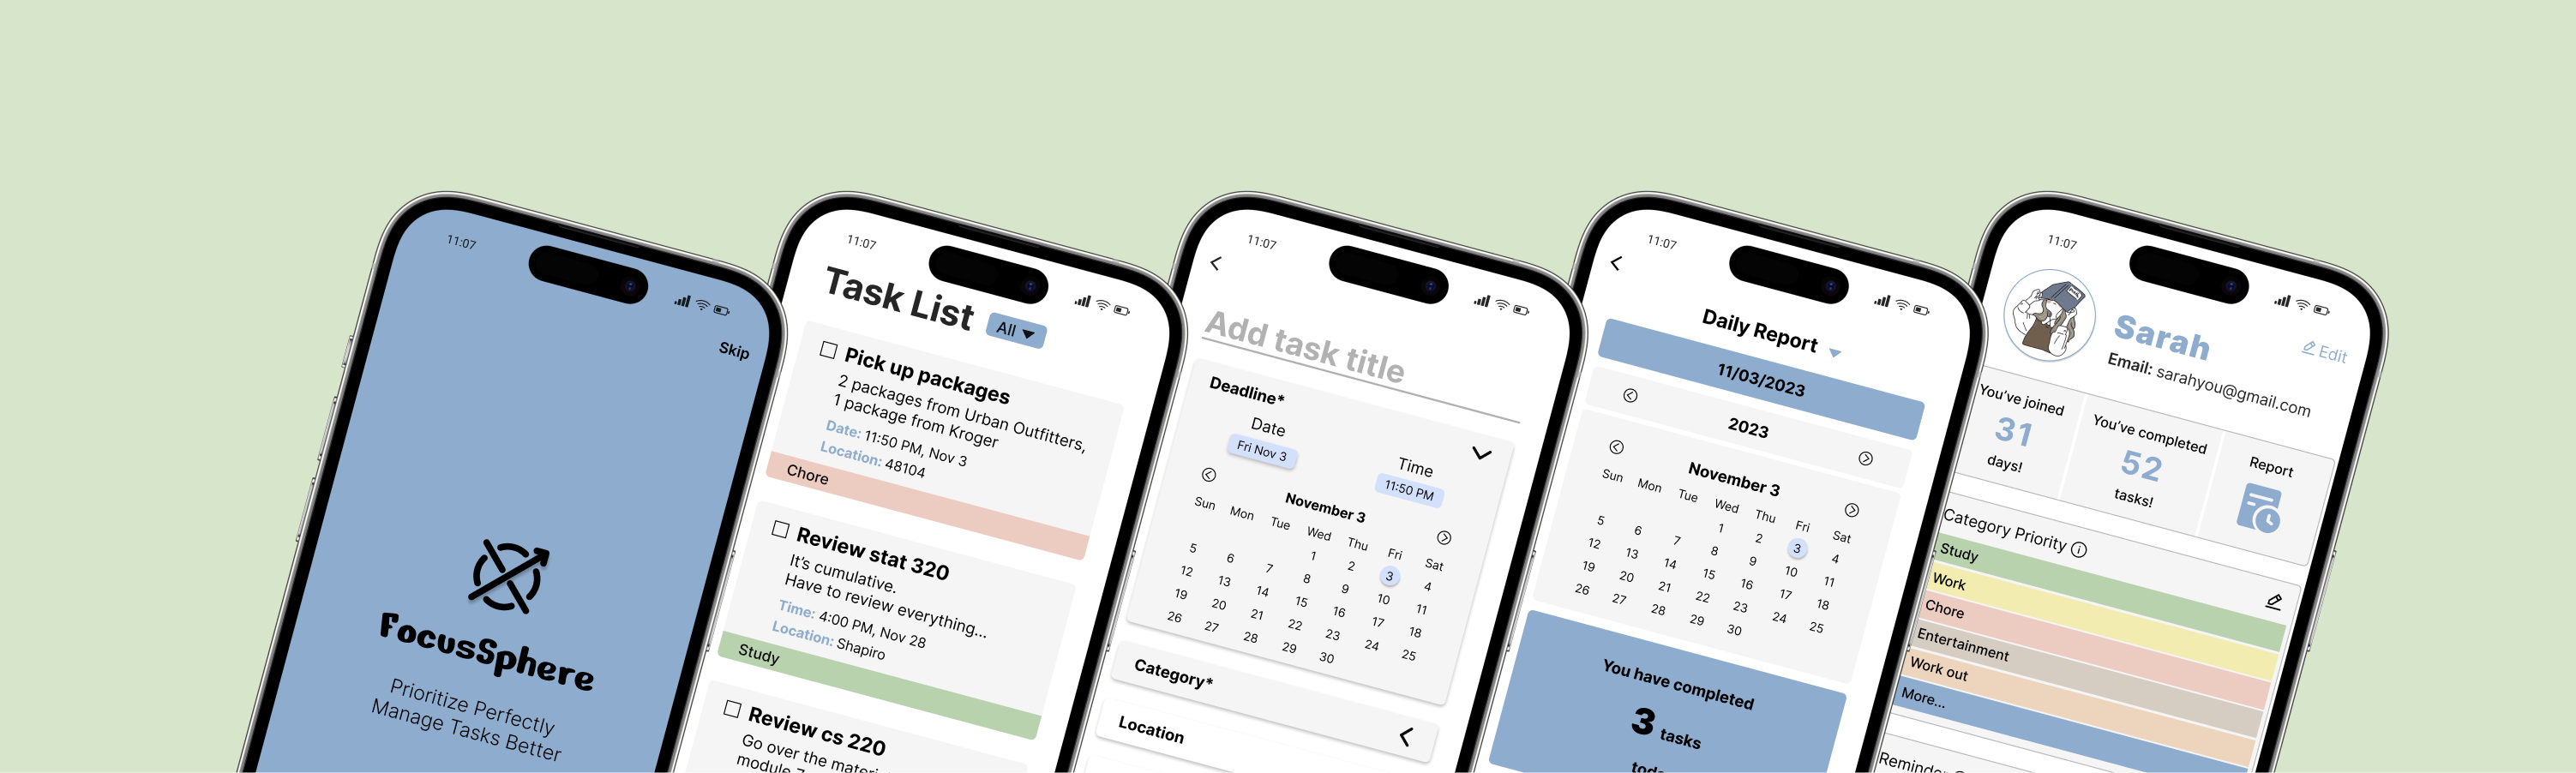 11:07
Skip
FocusSphere
Prioritize Perfectly
Manage Tasks Better
11:07
Task List
All
Pick up packages
2 packages from Urban Outfitters,
1 package from Kroger
Date: 11:50 PM, Nov 3
Location: 48104
Chore
Review stat 320
It's cumulative.
Have to review everything...
Time: 4:00 PM, Nov 28
Location: Shapiro
Study
Review cs 220
Go over the materi
module 7
11:07
Add task title
Deadline*
Date
Time
Fri Nov 3
11:50 PM
November 3
Sun Mon Tue Wed Thu Fri Sat
1 2 3 4
5 6 7 8 9 10 11
12 13 14 15 16 17 18
19 20 21 22 23 24 25
26 27 28 29 30
Category*
Location
11:07
Daily Report
11/03/2023
2023
November 3
Sun Mon Tue Wed Thu Fri Sat
1 2 3 4
5 6 7 8 9 10 11
12 13 14 15 16 17 18
19 20 21 22 23 24 25
26 27 28 29 30
You have completed
3 tasks
11:07
Sarah
Edit
Email: sarahyou@gmail.com
You've joined
31
days!
You've completed
52
tasks!
Report
Category Priority
Study
Work
Chore
Entertainment
Work out
More...